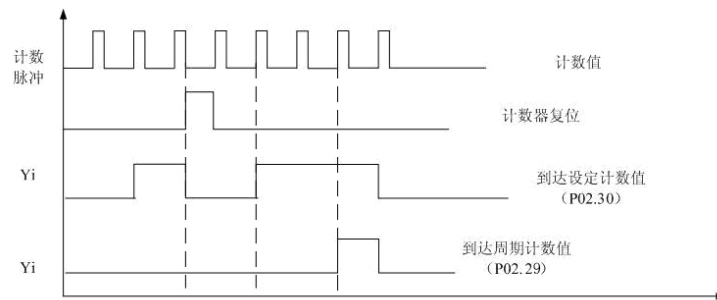 计数
脉冲
计数值
计数器复位
Yi
到达设定计数值
（P02.30）
到达周期计数值
Yi
（P02.29）